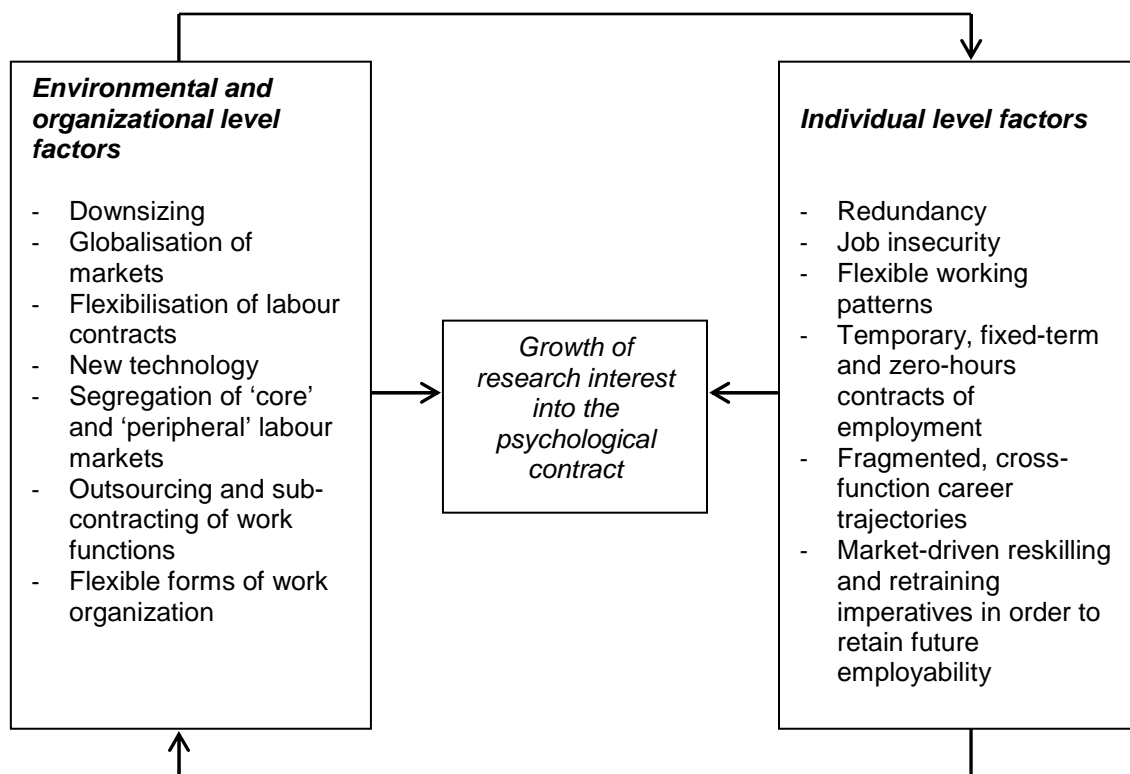 Environmental and
organizational level
factors
- Downsizing
- Globalisation of
markets
- Flexibilisation of labour
contracts
- New technology
- Segregation of ‘core’
and ‘peripheral’ labour
markets
- Outsourcing and sub-
contracting of work
functions
- Flexible forms of work
organization
Growth of
research interest
into the
psychological
contract
Individual level factors
- Redundancy
- Job insecurity
- Flexible working
patterns
- Temporary, fixed-term
and zero-hours
contracts of
employment
- Fragmented, cross-
function career
trajectories
- Market-driven reskilling
and retraining
imperatives in order to
retain future
employability